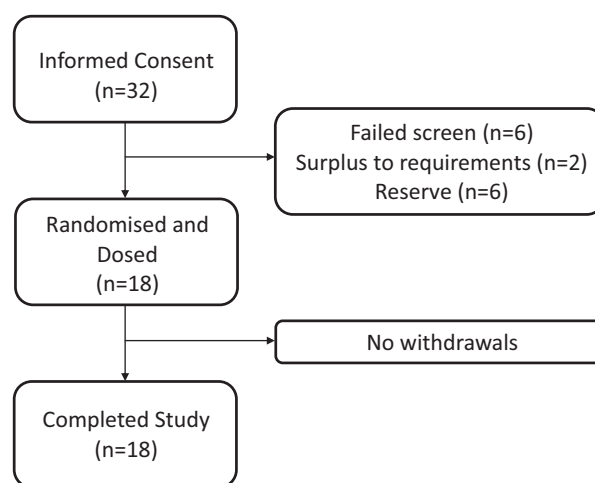 Informed Consent
(n=32)
Failed screen (n=6)
Surplus to requirements (n=2)
Reserve (n=6)
Randomised and
Dosed
(n=18)
No withdrawals
Completed Study
(n=18)